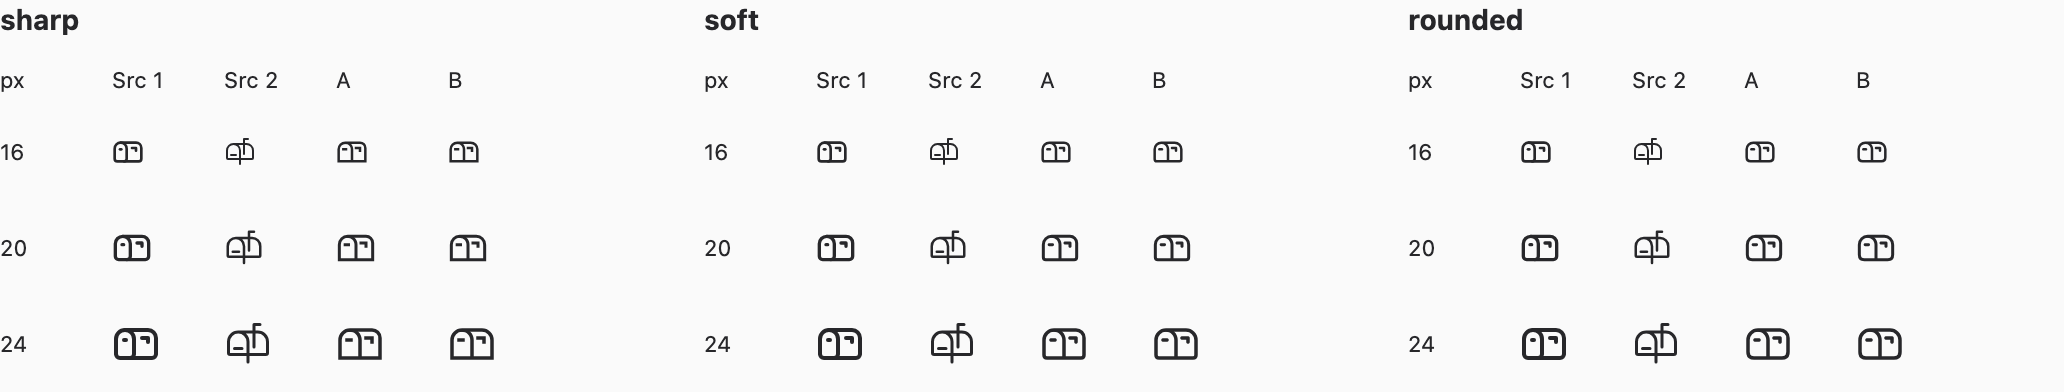 sharp soft rounded
px Src 1 Src 2 A B px Src 1 Src 2 A B px Src 1 Src 2 A B
16 16 16
20 20 20
24 24 24